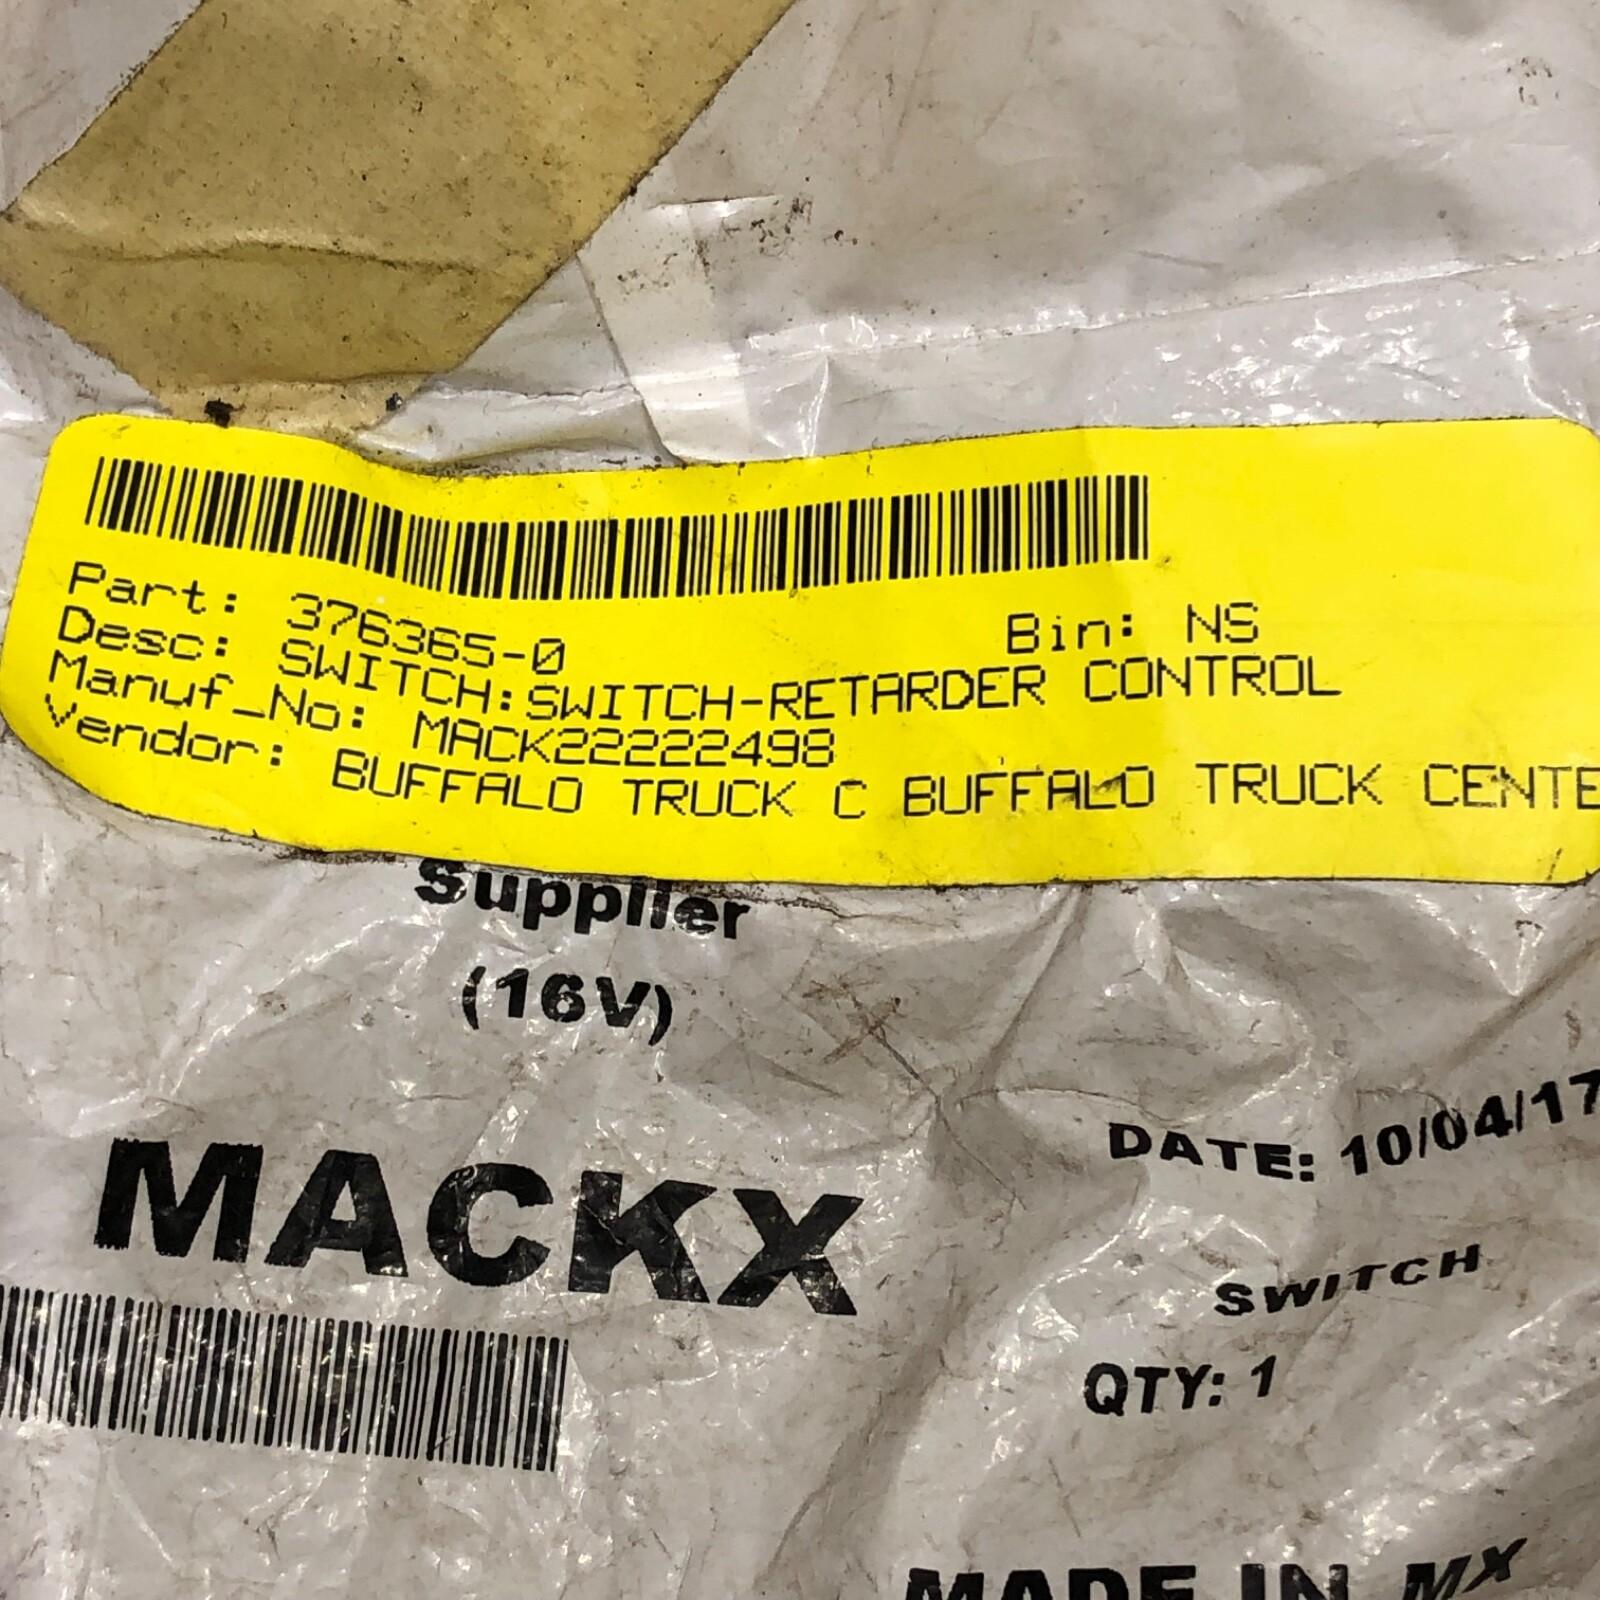 Part: 376365-0
Bin: NS
Desc: SWITCH:SWITCH-RETARDER CONTROL
Manuf_No: MACK22222498
Vendor: BUFFALO TRUCK C BUFFALO TRUCK CENTE
Supplier
(16V)
MACKX
DATE: 10/04/17
SWITCH
QTY: 1
MADE IN MX